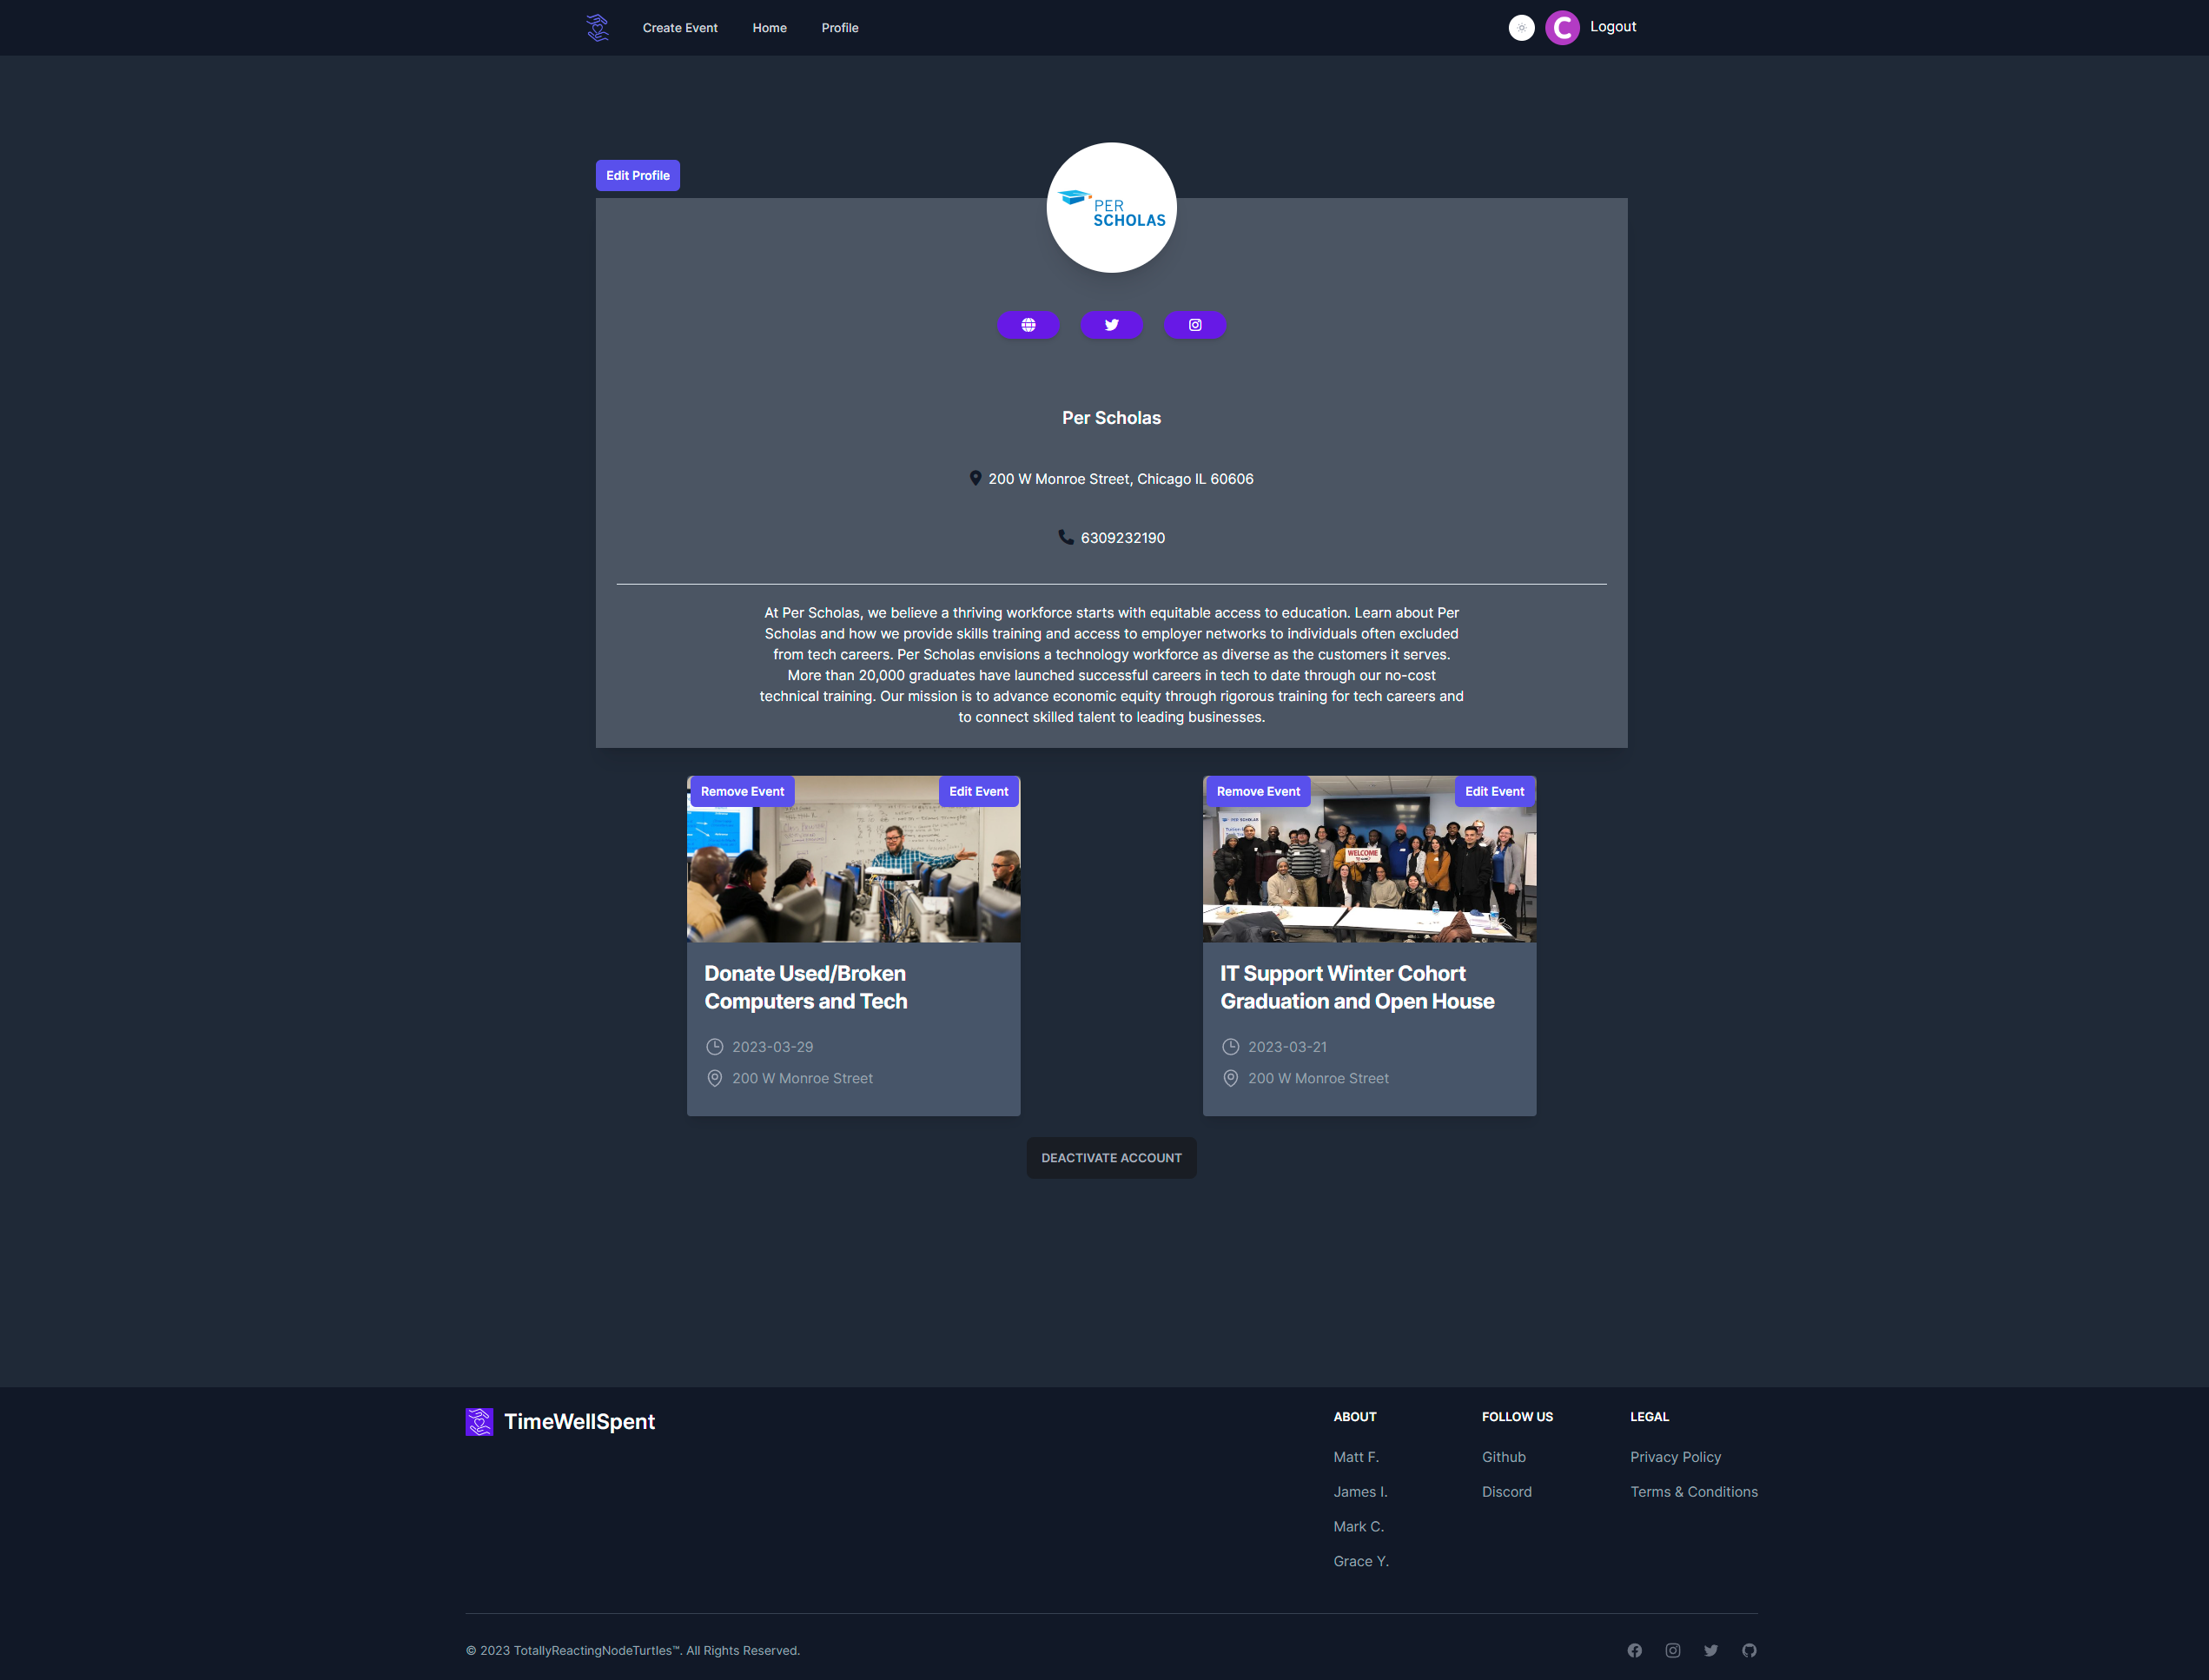 Create Event
Home
Profile
C
Logout
Edit Profile
PER
SCHOLAS
Per Scholas
200 W Monroe Street, Chicago IL 60606
6309232190
At Per Scholas, we believe a thriving workforce starts with equitable access to education. Learn about Per
Scholas and how we provide skills training and access to employer networks to individuals often excluded
from tech careers. Per Scholas envisions a technology workforce as diverse as the customers it serves.
More than 20,000 graduates have launched successful careers in tech to date through our no-cost
technical training. Our mission is to advance economic equity through rigorous training for tech careers and
to connect skilled talent to leading businesses.
Remove Event
Edit Event
Donate Used/Broken
Computers and Tech
2023-03-29
200 W Monroe Street
Remove Event
Edit Event
PER SCHOLAS
WELCOME
IT Support Winter Cohort
Graduation and Open House
2023-03-21
200 W Monroe Street
DEACTIVATE ACCOUNT
TimeWellSpent
ABOUT
Matt F.
James I.
Mark C.
Grace Y.
FOLLOW US
Github
Discord
LEGAL
Privacy Policy
Terms & Conditions
© 2023 TotallyReactingNodeTurtles™. All Rights Reserved.